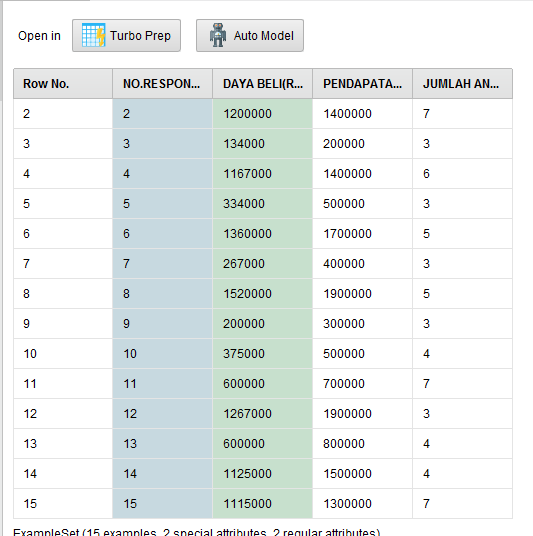 Open in Turbo Prep Auto Model
Row No. NO.RESPON... DAYA BELI(R... PENDAPATA... JUMLAH AN...
2 2 1200000 1400000 7
3 3 134000 200000 3
4 4 1167000 1400000 6
5 5 334000 500000 3
6 6 1360000 1700000 5
7 7 267000 400000 3
8 8 1520000 1900000 5
9 9 200000 300000 3
10 10 375000 500000 4
11 11 600000 700000 7
12 12 1267000 1900000 3
13 13 600000 800000 4
14 14 1125000 1500000 4
15 15 1115000 1300000 7
ExampleSet (15 examples, 2 special attributes, 2 regular attributes)